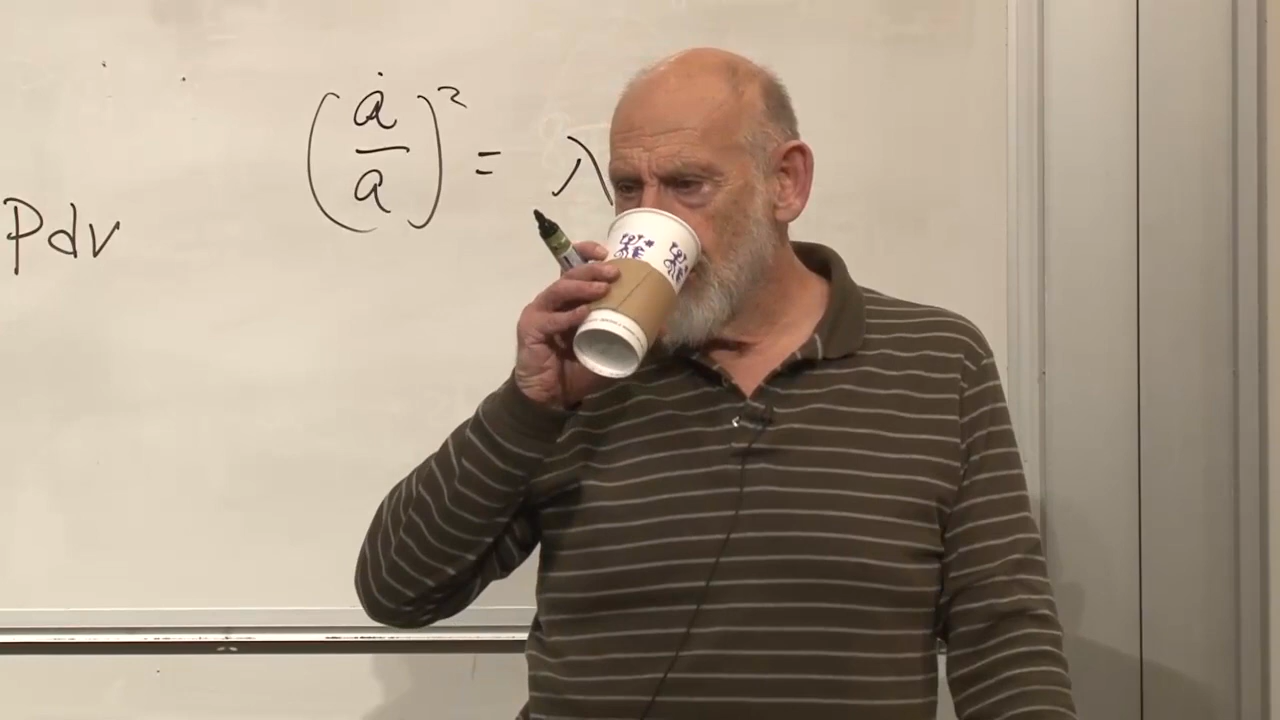 (ȧ/a)² = λ
Pdv